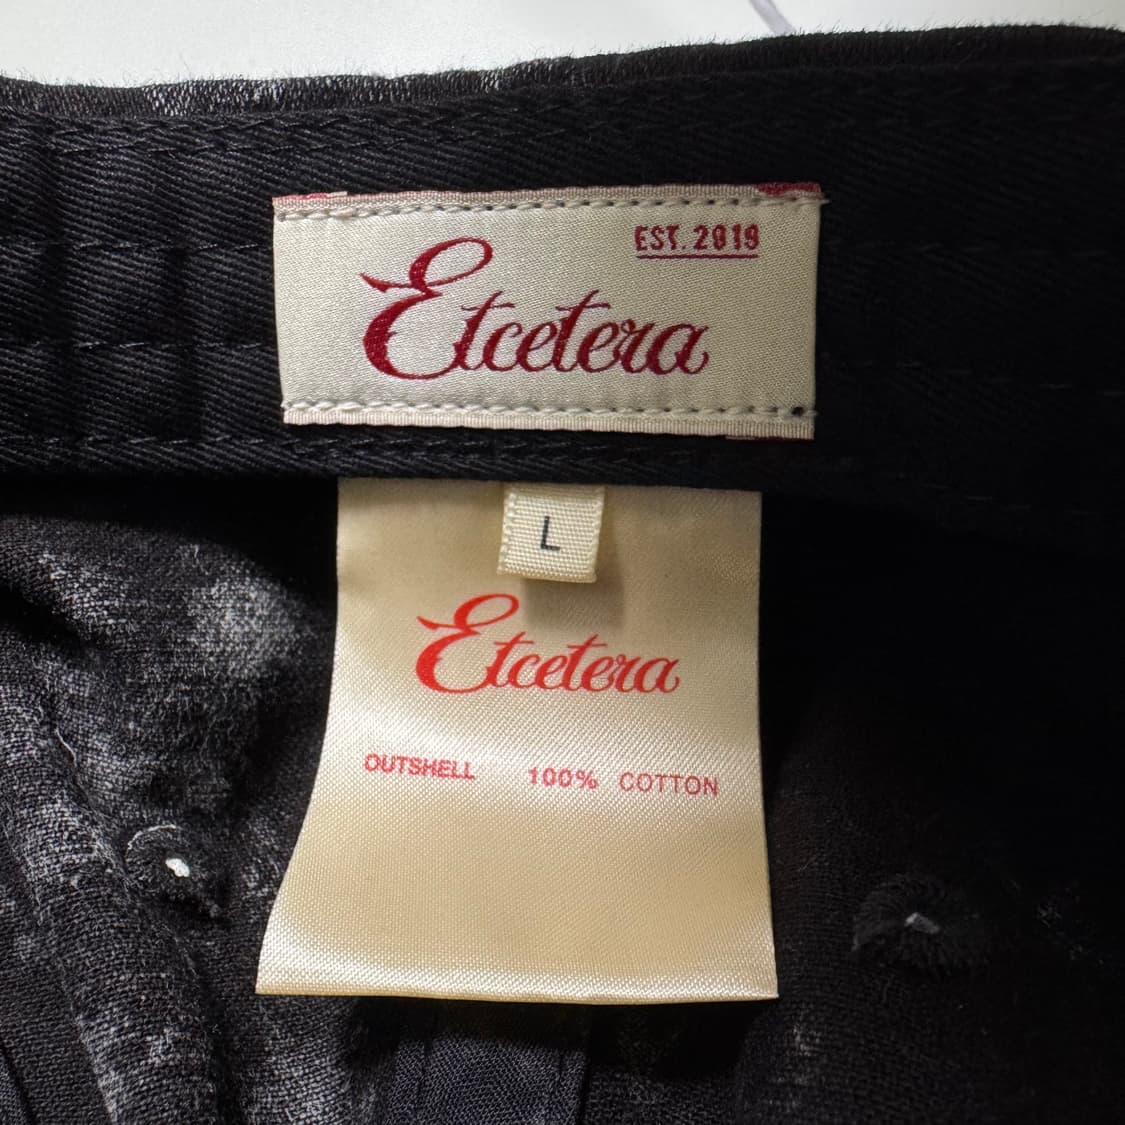 EST. 2019
Etcetera
L
Etcetera
OUTSHELL 100% COTTON